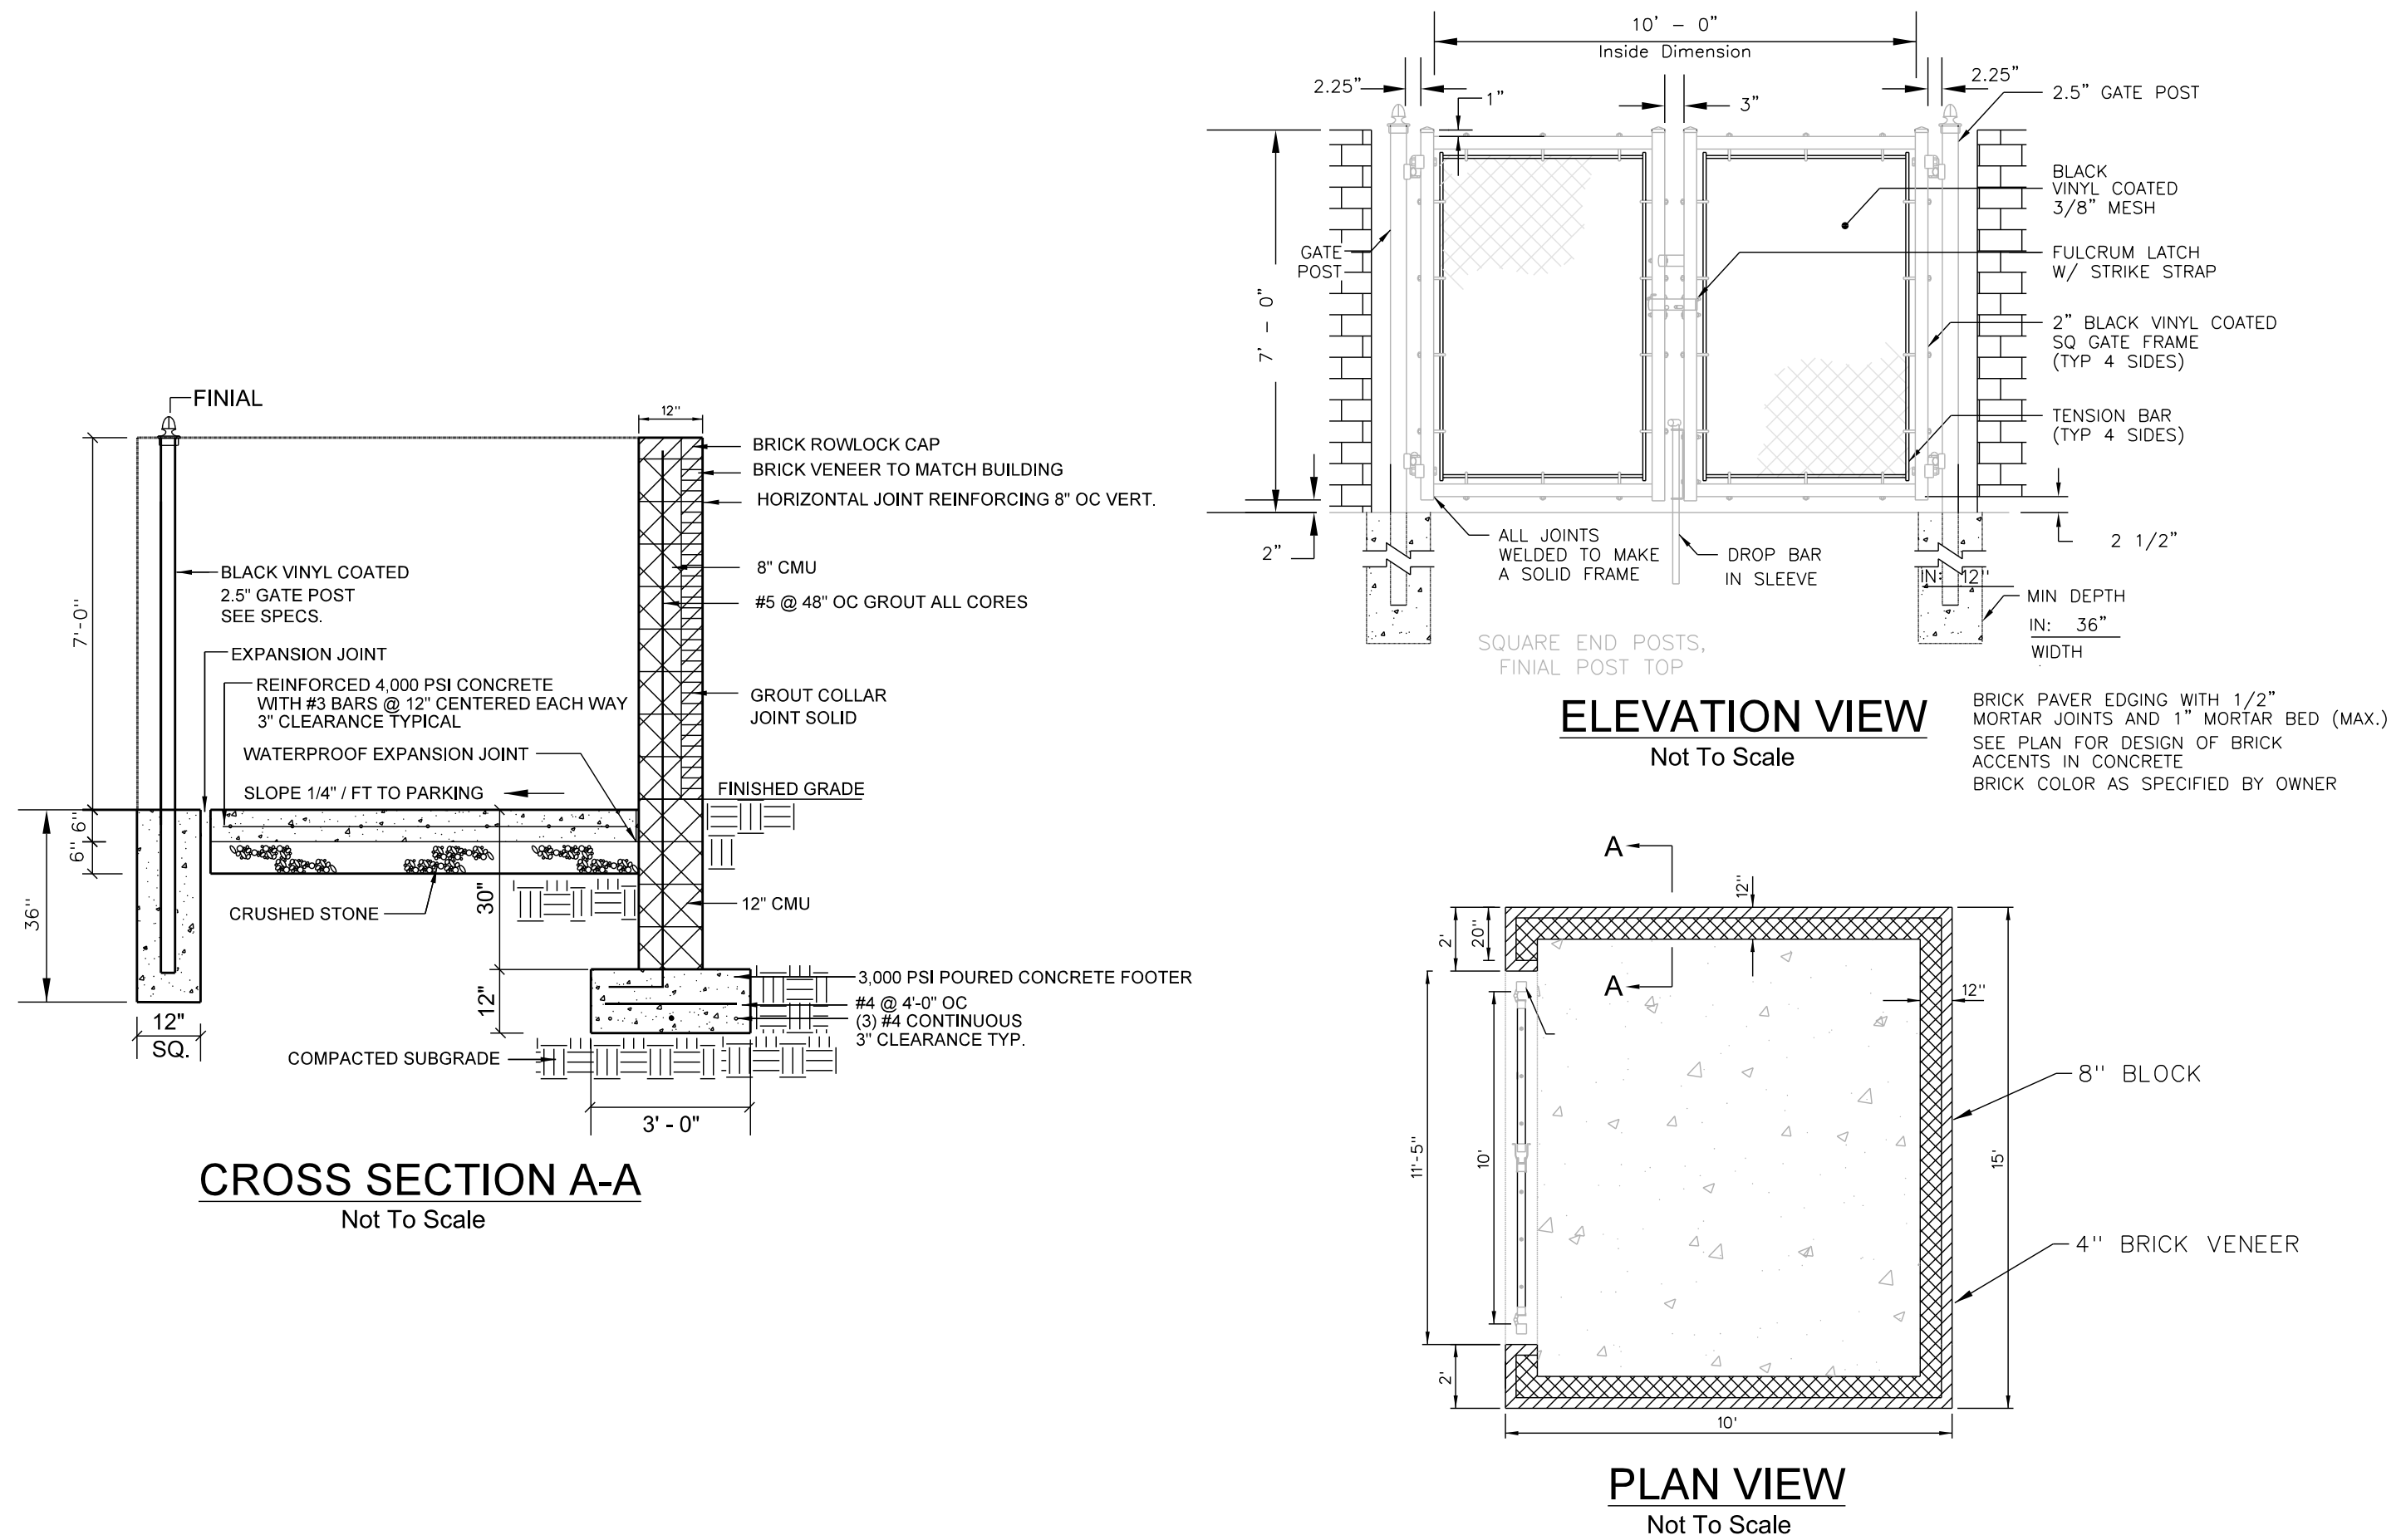 FINIAL
12"
BRICK ROWLOCK CAP
BRICK VENEER TO MATCH BUILDING
HORIZONTAL JOINT REINFORCING 8" OC VERT.
8" CMU
#5 @ 48" OC GROUT ALL CORES
BLACK VINYL COATED
2.5" GATE POST
SEE SPECS.
7'-0"
EXPANSION JOINT
REINFORCED 4,000 PSI CONCRETE
WITH #3 BARS @ 12" CENTERED EACH WAY
3" CLEARANCE TYPICAL
GROUT COLLAR
JOINT SOLID
WATERPROOF EXPANSION JOINT
SLOPE 1/4" / FT TO PARKING
FINISHED GRADE
6"
6"
36"
30"
12" CMU
CRUSHED STONE
12"
3,000 PSI POURED CONCRETE FOOTER
#4 @ 4'-0" OC
(3) #4 CONTINUOUS
3" CLEARANCE TYP.
12"
SQ.
COMPACTED SUBGRADE
3' - 0"
CROSS SECTION A-A
Not To Scale
10' - 0"
Inside Dimension
2.25"
1"
3"
2.25"
2.5" GATE POST
BLACK
VINYL COATED
3/8" MESH
GATE
POST
FULCRUM LATCH
W/ STRIKE STRAP
7' - 0"
2" BLACK VINYL COATED
SQ GATE FRAME
(TYP 4 SIDES)
TENSION BAR
(TYP 4 SIDES)
2"
ALL JOINTS
WELDED TO MAKE
A SOLID FRAME
DROP BAR
IN SLEEVE
2 1/2"
IN: 12"
MIN DEPTH
IN: 36"
WIDTH
SQUARE END POSTS,
FINIAL POST TOP
ELEVATION VIEW
Not To Scale
BRICK PAVER EDGING WITH 1/2"
MORTAR JOINTS AND 1" MORTAR BED (MAX.)
SEE PLAN FOR DESIGN OF BRICK
ACCENTS IN CONCRETE
BRICK COLOR AS SPECIFIED BY OWNER
A
12"
2'
20"
A
12"
8" BLOCK
11'-5"
10'
15'
4" BRICK VENEER
2'
10'
PLAN VIEW
Not To Scale